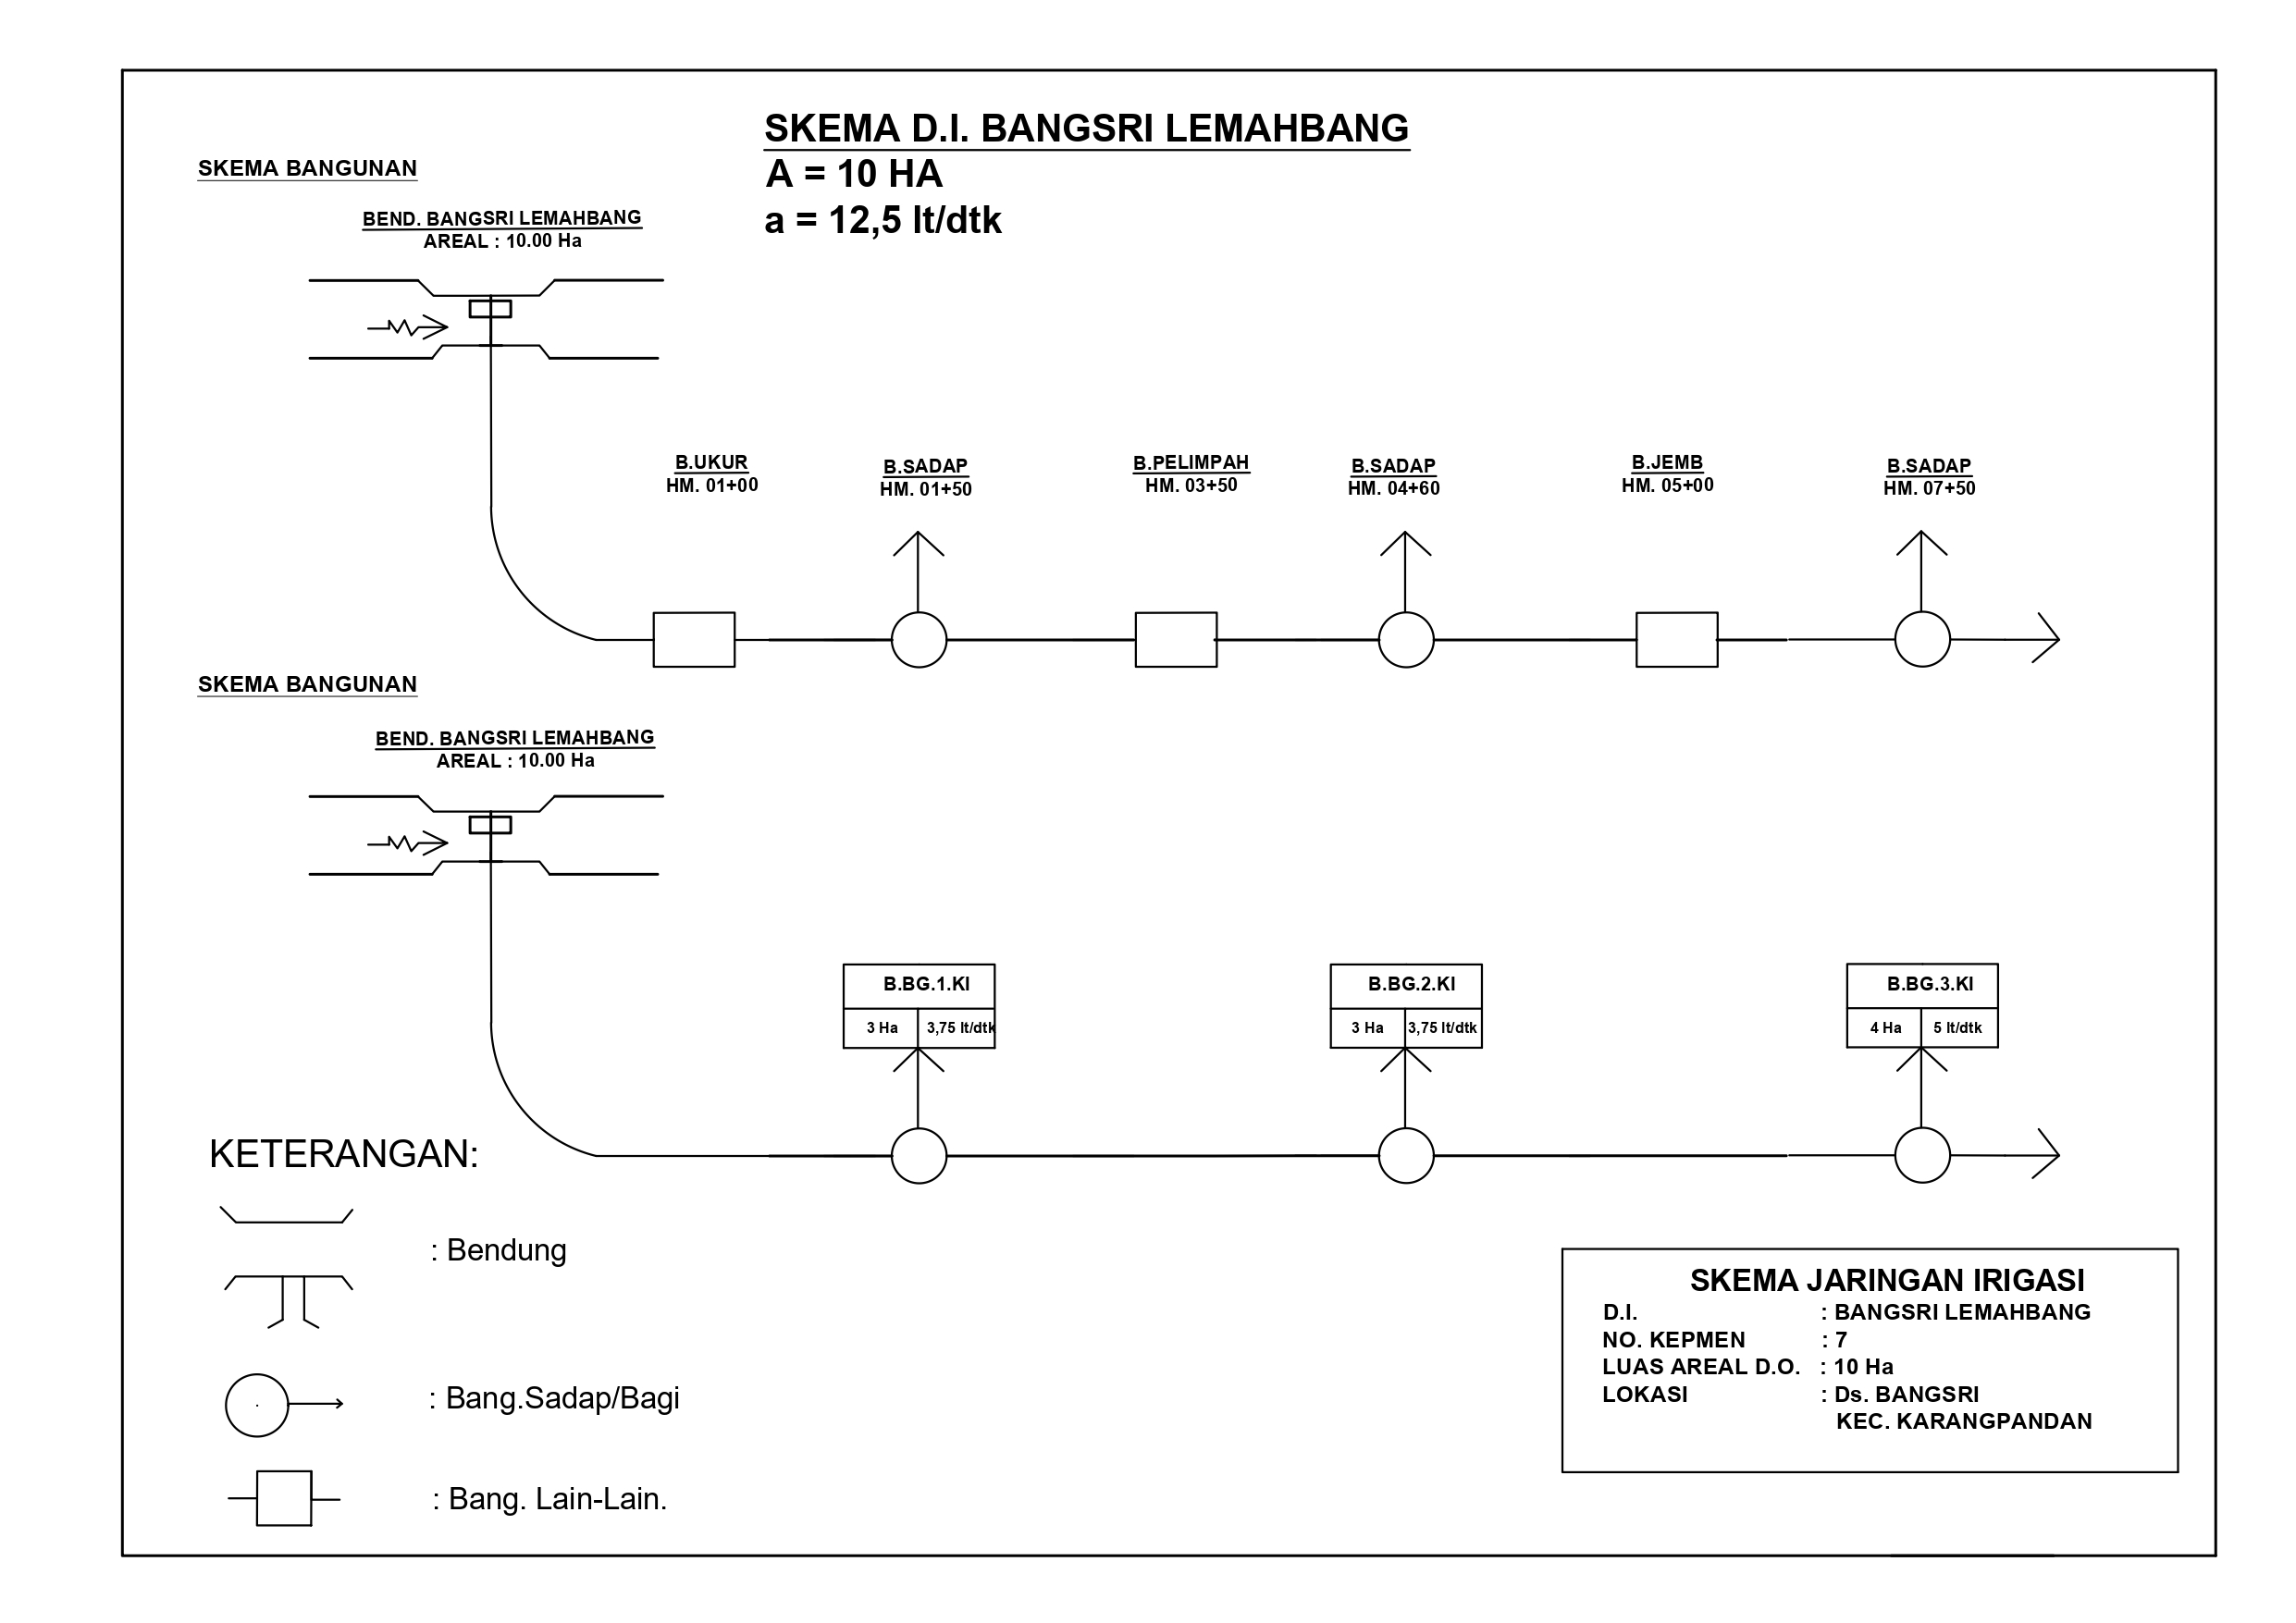 SKEMA D.I. BANGSRI LEMAHBANG
A = 10 HA
a = 12,5 lt/dtk
SKEMA BANGUNAN
BEND. BANGSRI LEMAHBANG
AREAL : 10.00 Ha
B.UKUR
HM. 01+00
B.SADAP
HM. 01+50
B.PELIMPAH
HM. 03+50
B.SADAP
HM. 04+60
B.JEMB
HM. 05+00
B.SADAP
HM. 07+50
SKEMA BANGUNAN
BEND. BANGSRI LEMAHBANG
AREAL : 10.00 Ha
B.BG.1.KI
3 Ha 3,75 lt/dtk
B.BG.2.KI
3 Ha 3,75 lt/dtk
B.BG.3.KI
4 Ha 5 lt/dtk
KETERANGAN:
: Bendung
: Bang.Sadap/Bagi
: Bang. Lain-Lain.
SKEMA JARINGAN IRIGASI
D.I. : BANGSRI LEMAHBANG
NO. KEPMEN : 7
LUAS AREAL D.O. : 10 Ha
LOKASI : Ds. BANGSRI
KEC. KARANGPANDAN